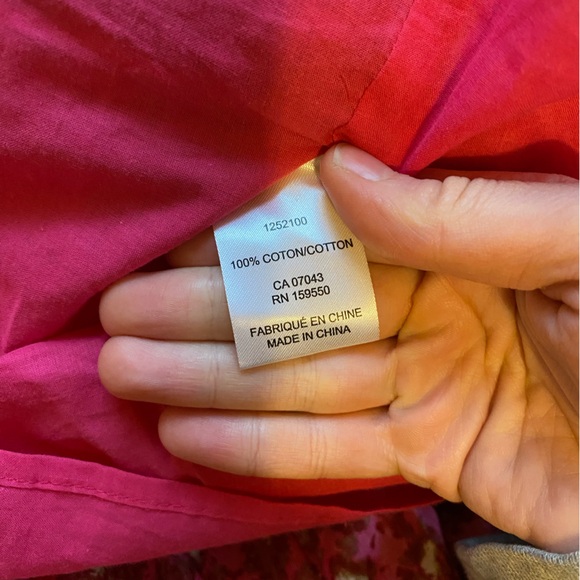 1252100
100% COTON/COTTON
CA 07043
RN 159550
FABRIQUÉ EN CHINE
MADE IN CHINA